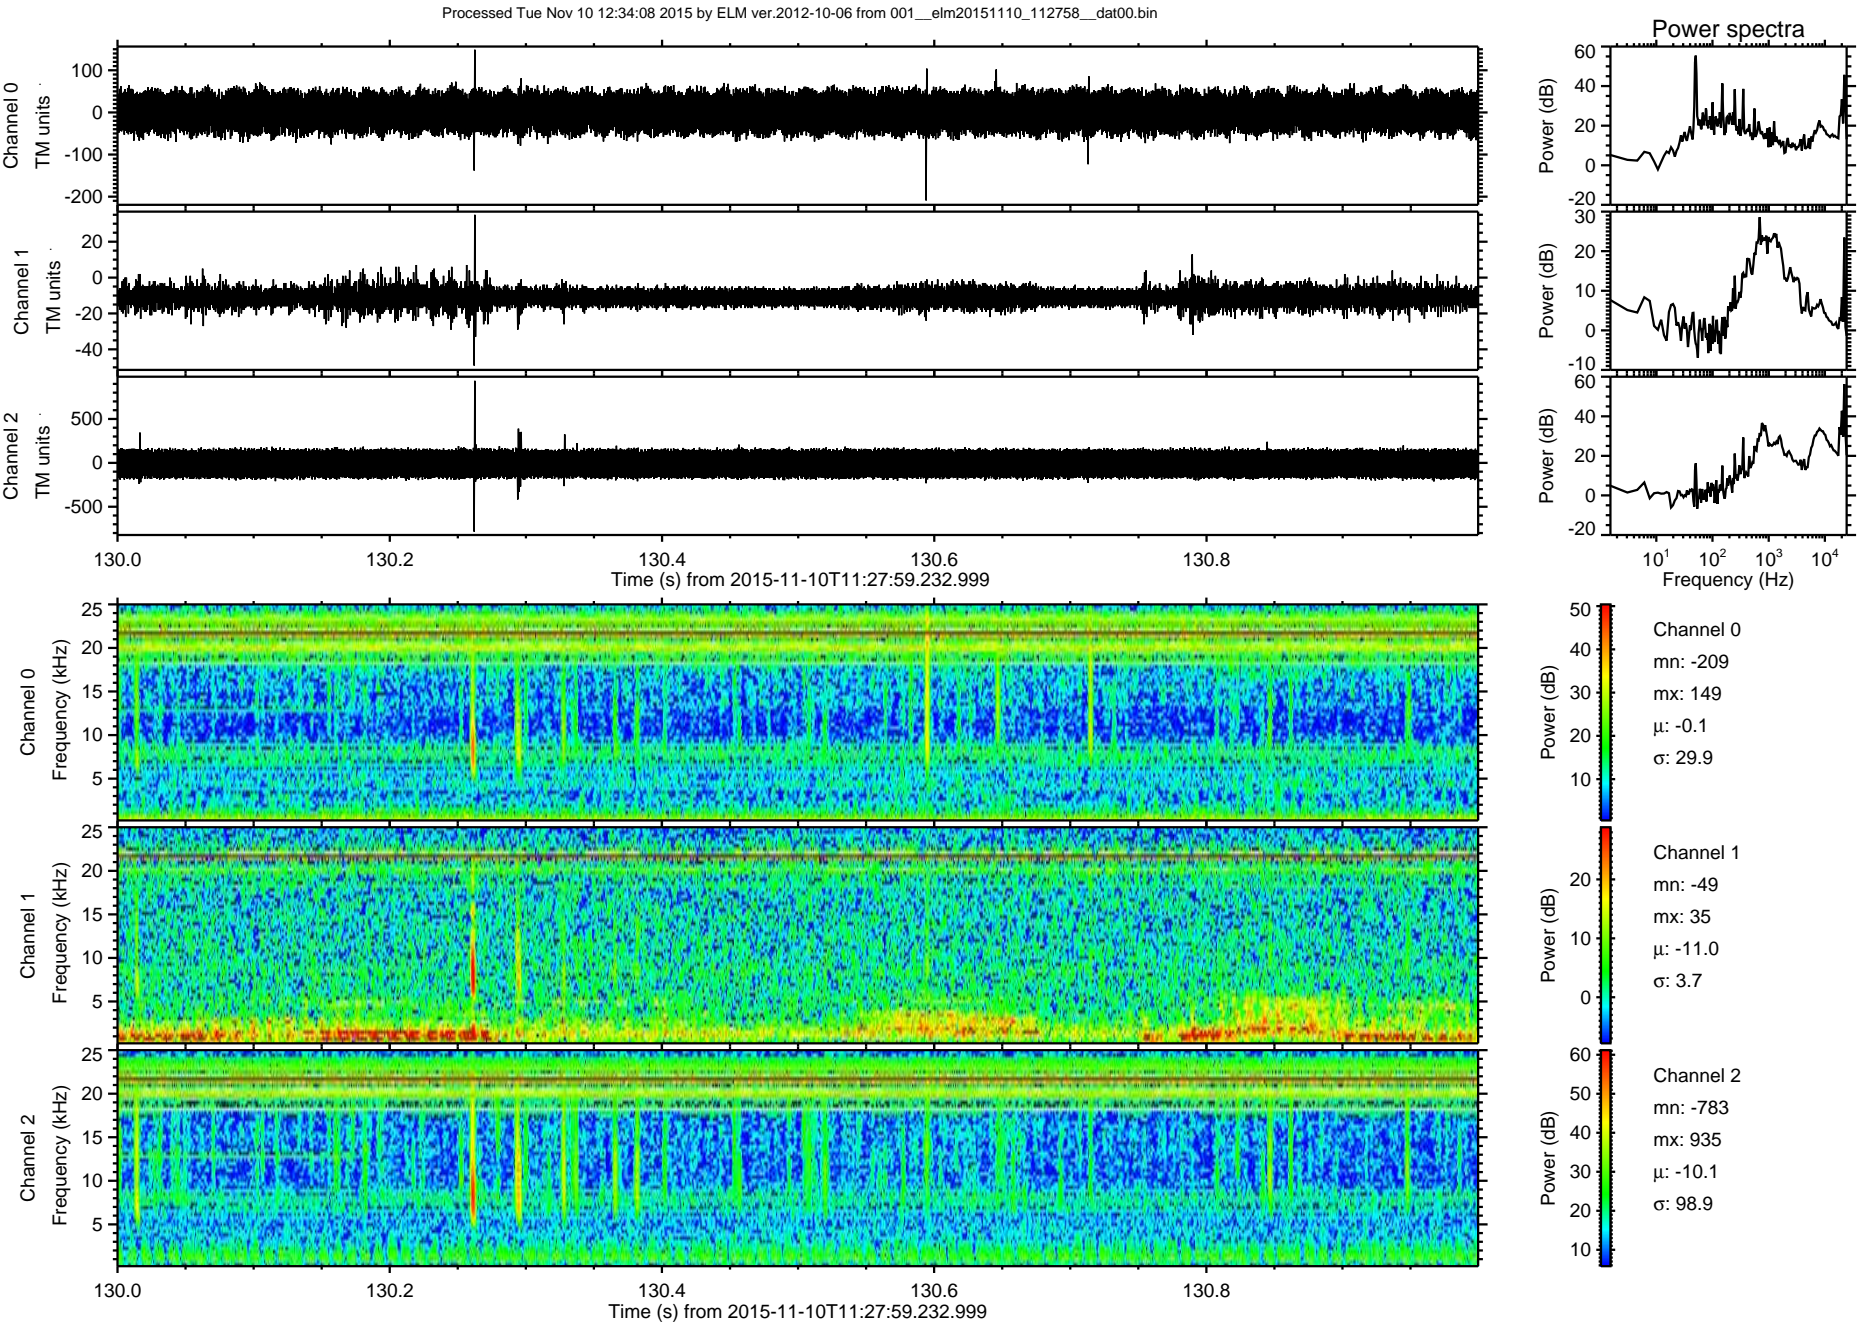 Processed Tue Nov 10 12:34:08 2015 by ELM ver.2012-10-06 from 001__elm20151110_112758__dat00.bin
Power spectra
Channel 0
TM units
100
0
-100
-200
Power (dB)
60
40
20
0
-20
Channel 1
TM units
20
0
-20
-40
Power (dB)
30
20
10
0
-10
Channel 2
TM units
500
0
-500
Power (dB)
60
40
20
0
-20
130.0 130.2 130.4 130.6 130.8
Time (s) from 2015-11-10T11:27:59.232.999
10¹ 10² 10³ 10⁴
Frequency (Hz)
Channel 0
Frequency (kHz)
25
20
15
10
5
Power (dB)
50
40
30
20
10
Channel 0
mn: -209
mx: 149
μ: -0.1
σ: 29.9
Channel 1
Frequency (kHz)
25
20
15
10
5
Power (dB)
20
10
0
Channel 1
mn: -49
mx: 35
μ: -11.0
σ: 3.7
Channel 2
Frequency (kHz)
25
20
15
10
5
Power (dB)
60
50
40
30
20
10
Channel 2
mn: -783
mx: 935
μ: -10.1
σ: 98.9
130.0 130.2 130.4 130.6 130.8
Time (s) from 2015-11-10T11:27:59.232.999